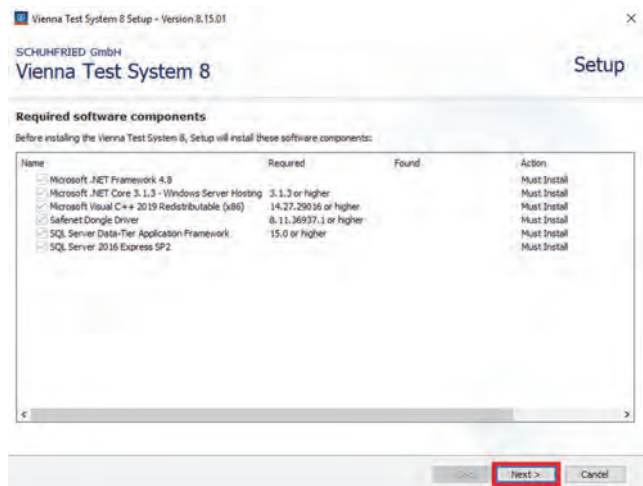 Vienna Test System 8 Setup - Version 8.15.01
SCHUHFRIED GmbH
Vienna Test System 8
Setup
Required software components
Before installing the Vienna Test System 8, Setup will install these software components:
Name Required Found Action
Microsoft .NET Framework 4.8 Must Install
Microsoft .NET Core 3.1.3 - Windows Server Hosting 3.1.3 or higher Must Install
Microsoft Visual C++ 2019 Redistributable (x86) 14.27.29016 or higher Must Install
Safenet Dongle Driver 8.11.36937.1 or higher Must Install
SQL Server Data-Tier Application Framework 15.0 or higher Must Install
SQL Server 2016 Express SP2 Must Install
Next > Cancel